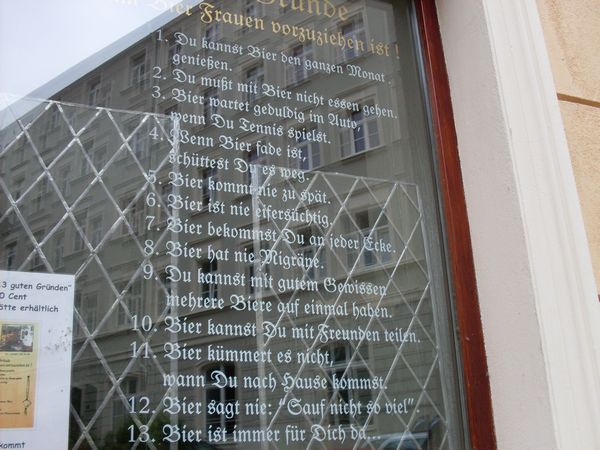 Gründe
Bier Frauen vorzuziehen ist !
1. Du kannst Bier den ganzen Monat.
genießen.
2. Du mußt mit Bier nicht essen gehen.
3. Bier wartet geduldig im Auto,
wenn Du Tennis spielst.
4. Wenn Bier fade ist,
schüttest Du es weg.
5. Bier kommt nie zu spät.
6. Bier ist nie eifersüchtig.
7. Bier bekommst Du an jeder Ecke.
8. Bier hat nie Migräne.
9. Du kannst mit gutem Gewissen
mehrere Biere auf einmal haben.
10. Bier kannst Du mit Freunden teilen.
11. Bier kümmert es nicht,
wann Du nach Hause kommst.
12. Bier sagt nie: "Sauf nicht so viel".
13. Bier ist immer für Dich da...
3 guten Gründen"
0 Cent
ötte erhältlich
kommt